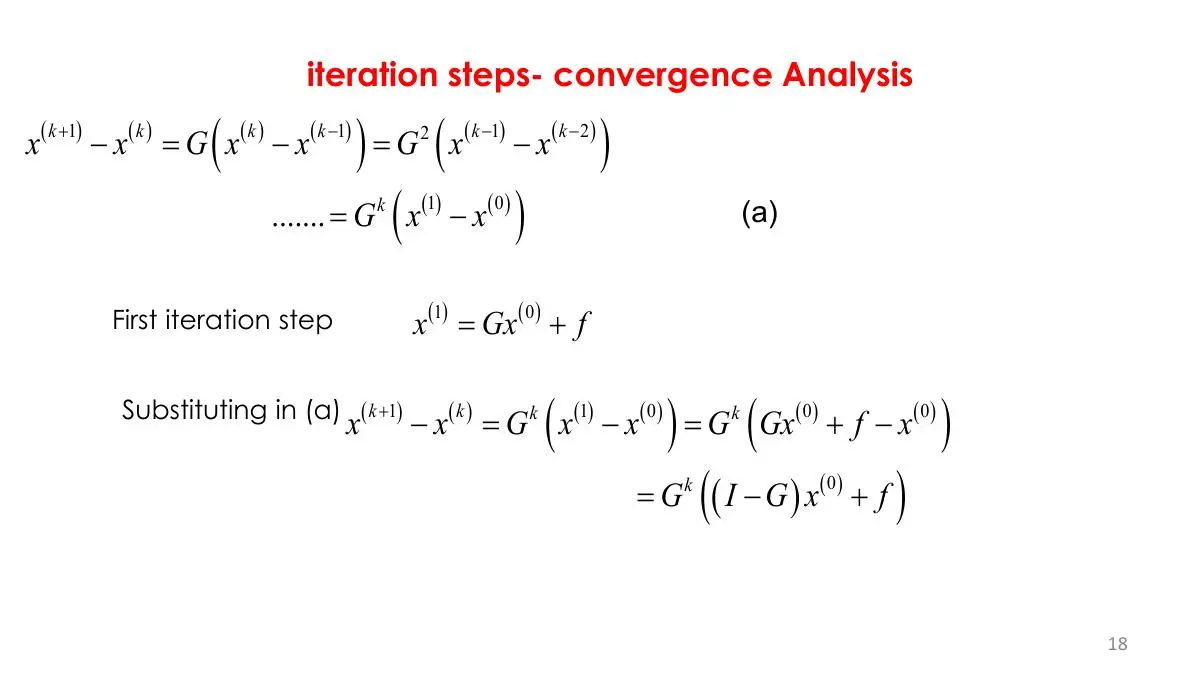 iteration steps- convergence Analysis
x^(k+1) − x^(k) = G(x^(k) − x^(k−1)) = G^2(x^(k−1) − x^(k−2))
....... = G^k(x^(1) − x^(0)) (a)
First iteration step x^(1) = Gx^(0) + f
Substituting in (a) x^(k+1) − x^(k) = G^k(x^(1) − x^(0)) = G^k(Gx^(0) + f − x^(0))
= G^k((I − G)x^(0) + f)
18